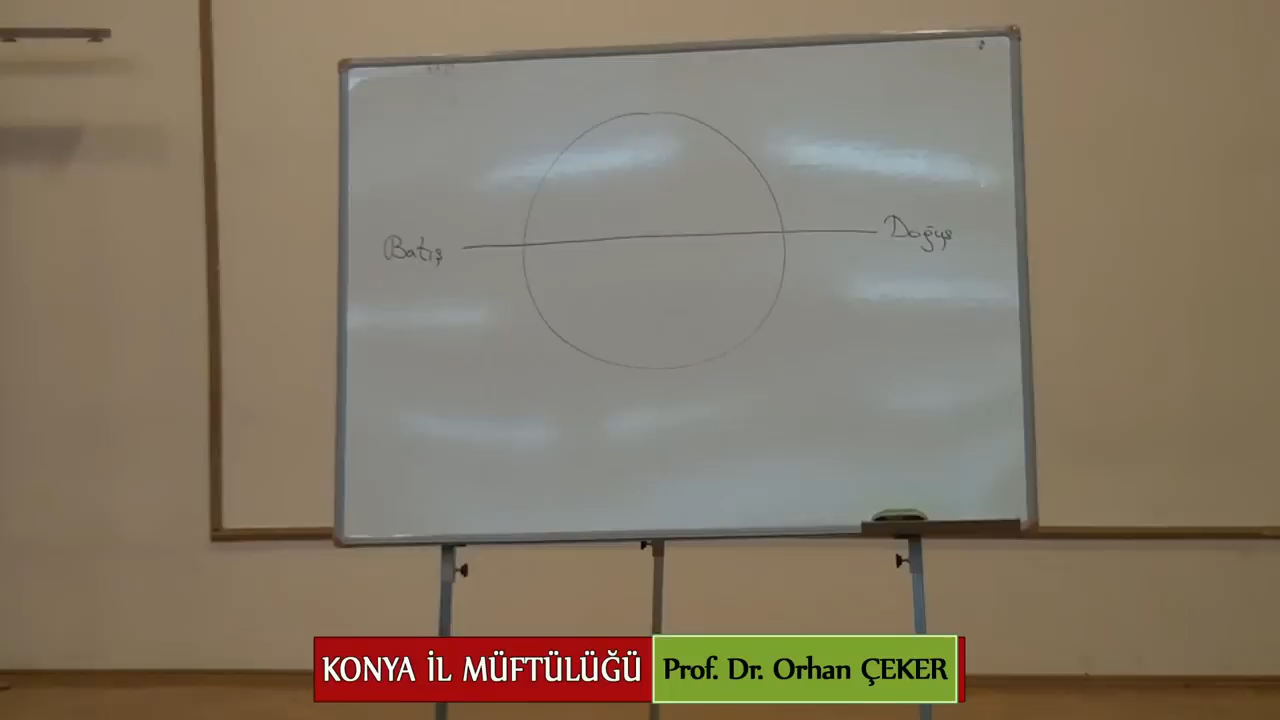 Batış
Doğuş
KONYA İL MÜFTÜLÜĞÜ
Prof. Dr. Orhan ÇEKER